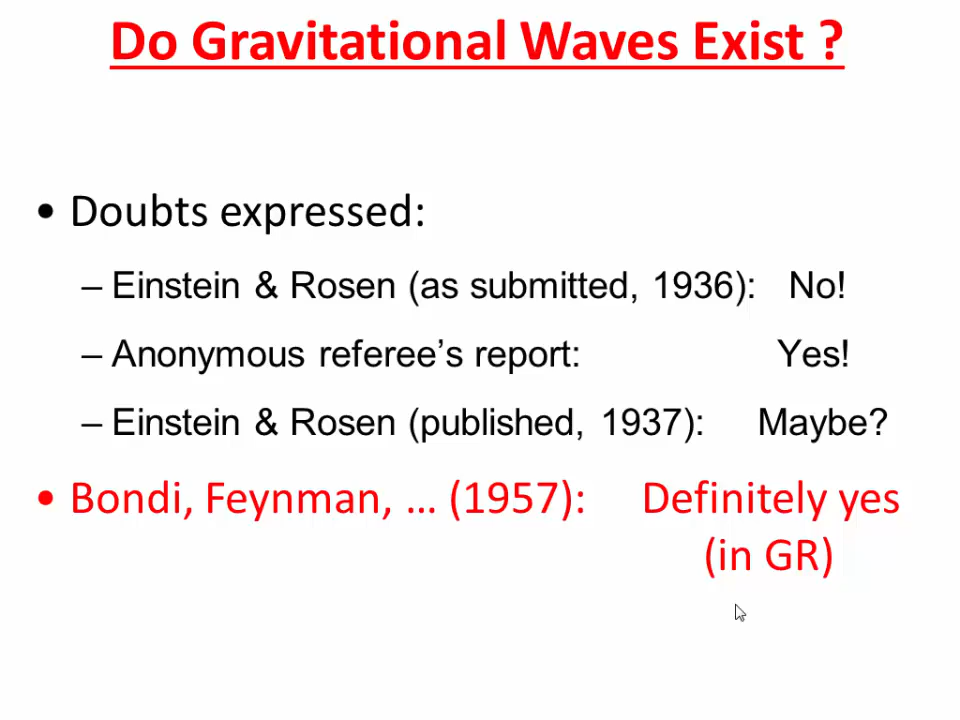 Do Gravitational Waves Exist ?
• Doubts expressed:
– Einstein & Rosen (as submitted, 1936): No!
– Anonymous referee’s report: Yes!
– Einstein & Rosen (published, 1937): Maybe?
• Bondi, Feynman, … (1957): Definitely yes
(in GR)